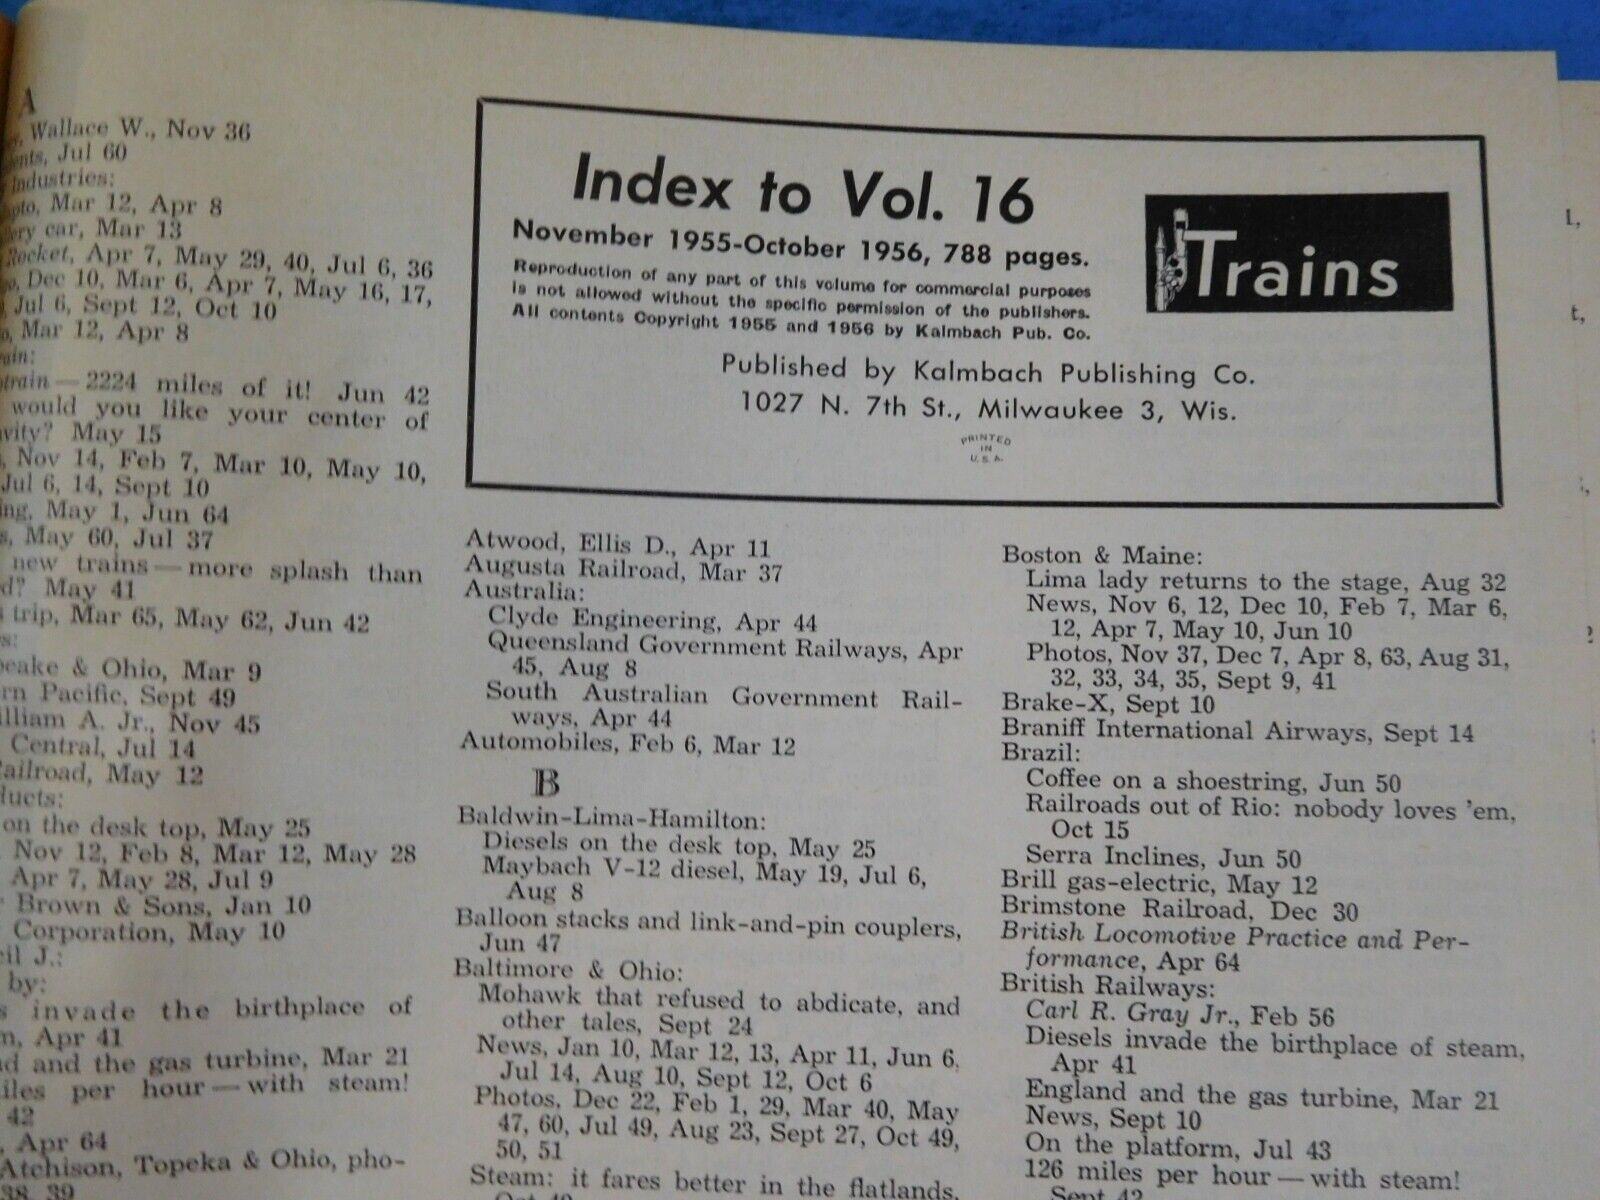 A
Wallace W., Nov 36
Jul 60
Industries:
Mar 12, Apr 8
car, Mar 13
Rocket, Apr 7, May 29, 40, Jul 6, 36
Dec 10, Mar 6, Apr 7, May 16, 17,
Jul 6, Sept 12, Oct 10
Mar 12, Apr 8
— 2224 miles of it! Jun 42
would you like your center of
May 15
Nov 14, Feb 7, Mar 10, May 10,
Jul 6, 14, Sept 10
May 1, Jun 64
May 60, Jul 37
new trains — more splash than
May 41
trip, Mar 65, May 62, Jun 42
& Ohio, Mar 9
Pacific, Sept 49
William A. Jr., Nov 45
Central, Jul 14
Railroad, May 12
on the desk top, May 25
Nov 12, Feb 8, Mar 12, May 28
Apr 7, May 28, Jul 9
Brown & Sons, Jan 10
Corporation, May 10
J.:
by:
invade the birthplace of
Apr 41
and the gas turbine, Mar 21
per hour — with steam!
42
Apr 64
Atchison, Topeka & Ohio, pho-
38, 39
Index to Vol. 16
November 1955-October 1956, 788 pages.
Reproduction of any part of this volume for commercial purposes
is not allowed without the specific permission of the publishers.
All contents Copyright 1955 and 1956 by Kalmbach Pub. Co.
Trains
Published by Kalmbach Publishing Co.
1027 N. 7th St., Milwaukee 3, Wis.
PRINTED
IN
U. S. A.
Atwood, Ellis D., Apr 11
Augusta Railroad, Mar 37
Australia:
Clyde Engineering, Apr 44
Queensland Government Railways, Apr
45, Aug 8
South Australian Government Rail-
ways, Apr 44
Automobiles, Feb 6, Mar 12
B
Baldwin-Lima-Hamilton:
Diesels on the desk top, May 25
Maybach V-12 diesel, May 19, Jul 6,
Aug 8
Balloon stacks and link-and-pin couplers,
Jun 47
Baltimore & Ohio:
Mohawk that refused to abdicate, and
other tales, Sept 24
News, Jan 10, Mar 12, 13, Apr 11, Jun 6,
Jul 14, Aug 10, Sept 12, Oct 6
Photos, Dec 22, Feb 1, 29, Mar 40, May
47, 60, Jul 49, Aug 23, Sept 27, Oct 49,
50, 51
Steam: it fares better in the flatlands,
Oct 49
Boston & Maine:
Lima lady returns to the stage, Aug 32
News, Nov 6, 12, Dec 10, Feb 7, Mar 6,
12, Apr 7, May 10, Jun 10
Photos, Nov 37, Dec 7, Apr 8, 63, Aug 31,
32, 33, 34, 35, Sept 9, 41
Brake-X, Sept 10
Braniff International Airways, Sept 14
Brazil:
Coffee on a shoestring, Jun 50
Railroads out of Rio: nobody loves 'em,
Oct 15
Serra Inclines, Jun 50
Brill gas-electric, May 12
Brimstone Railroad, Dec 30
British Locomotive Practice and Per-
formance, Apr 64
British Railways:
Carl R. Gray Jr., Feb 56
Diesels invade the birthplace of steam,
Apr 41
England and the gas turbine, Mar 21
News, Sept 10
On the platform, Jul 43
126 miles per hour — with steam!
Sept 42